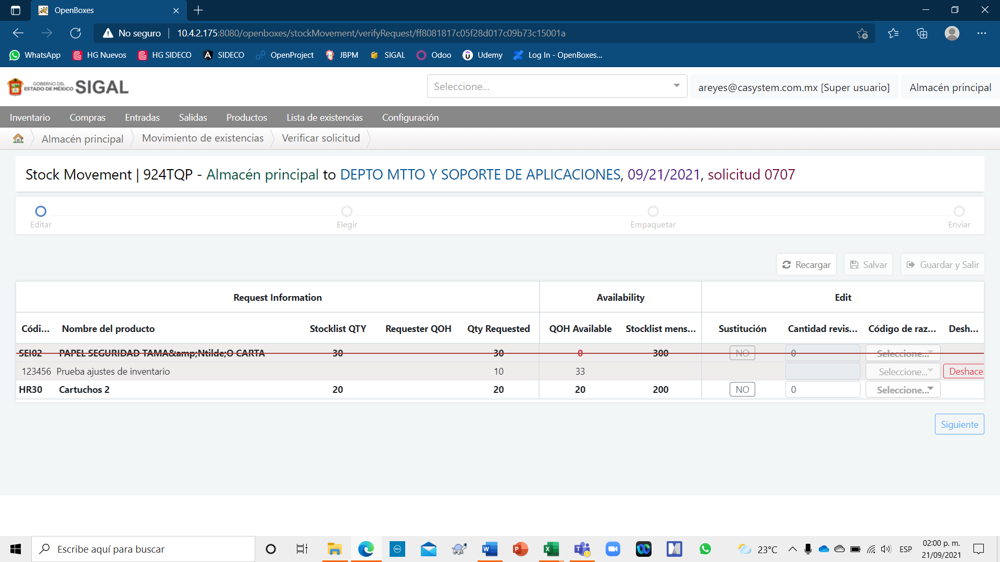 OpenBoxes
No seguro | 10.4.2.175:8080/openboxes/stockMovement/verifyRequest/ff8081817c05f28d017c09b73c15001a
WhatsApp HG Nuevos HG SIDECO SIDECO OpenProject JBPM SIGAL Odoo Udemy Log In - OpenBoxes...
GOBIERNO DEL
ESTADO DE MÉXICO SIGAL
Seleccione... areyes@casystem.com.mx [Super usuario] Almacén principal
Inventario Compras Entradas Salidas Productos Lista de existencias Configuración
Almacén principal Movimiento de existencias Verificar solicitud
Stock Movement | 924TQP - Almacén principal to DEPTO MTTO Y SOPORTE DE APLICACIONES, 09/21/2021, solicitud 0707
Editar Elegir Empaquetar Enviar
Recargar Salvar Guardar y Salir
Request Information Availability Edit
Códi... Nombre del producto Stocklist QTY Requester QOH Qty Requested QOH Available Stocklist mens... Sustitución Cantidad revis... Código de raz... Desh...
SEI02 PAPEL SEGURIDAD TAMA&amp;Ntilde;O CARTA 30 30 0 300 NO 0 Seleccione...
123456 Prueba ajustes de inventario 10 33 Seleccione... Deshace
HR30 Cartuchos 2 20 20 20 200 NO 0 Seleccione...
Siguiente
Escribe aquí para buscar
23°C ESP
02:00 p. m.
21/09/2021